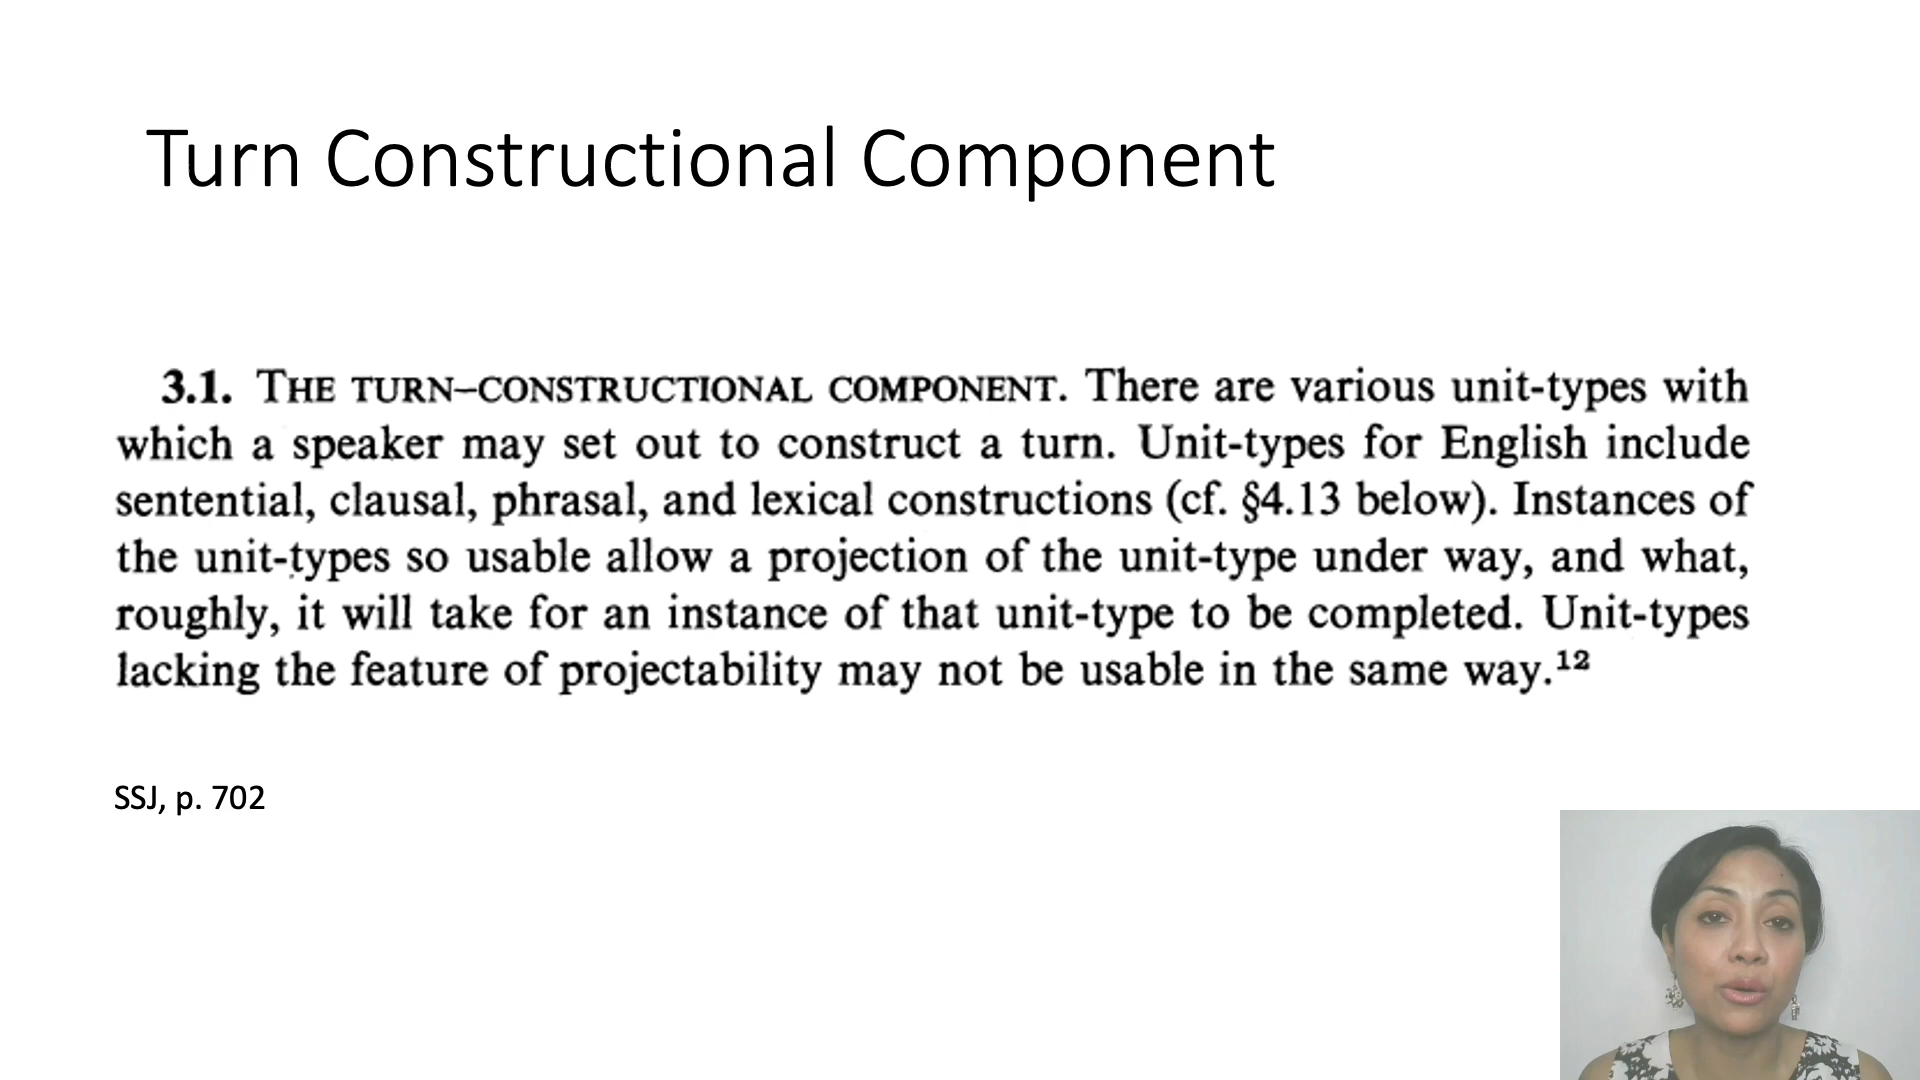 Turn Constructional Component
3.1. THE TURN–CONSTRUCTIONAL COMPONENT. There are various unit-types with
which a speaker may set out to construct a turn. Unit-types for English include
sentential, clausal, phrasal, and lexical constructions (cf. §4.13 below). Instances of
the unit-types so usable allow a projection of the unit-type under way, and what,
roughly, it will take for an instance of that unit-type to be completed. Unit-types
lacking the feature of projectability may not be usable in the same way.¹²
SSJ, p. 702